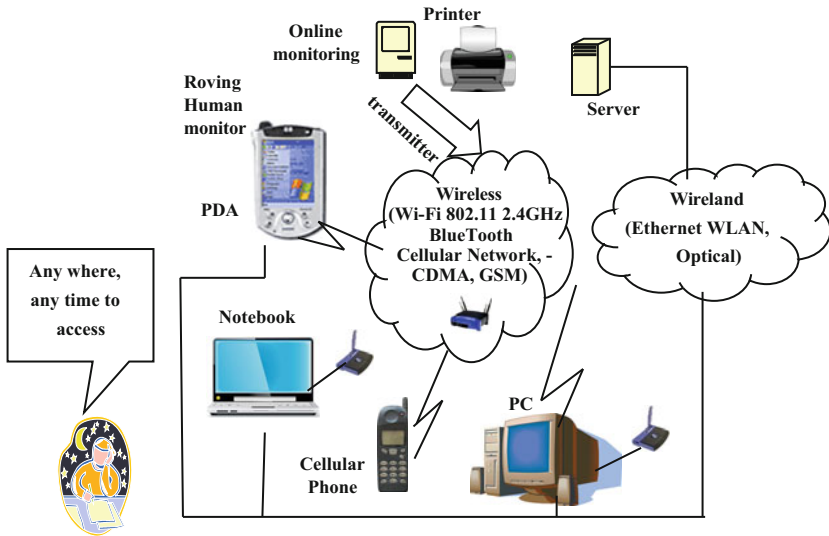 Printer
Online
monitoring
Roving
Human
monitor
transmitter
Server
PDA
Wireless
(Wi-Fi 802.11 2.4GHz
BlueTooth
Cellular Network, -
CDMA, GSM)
Wireland
(Ethernet WLAN,
Optical)
Any where,
any time to
access
Notebook
PC
Cellular
Phone